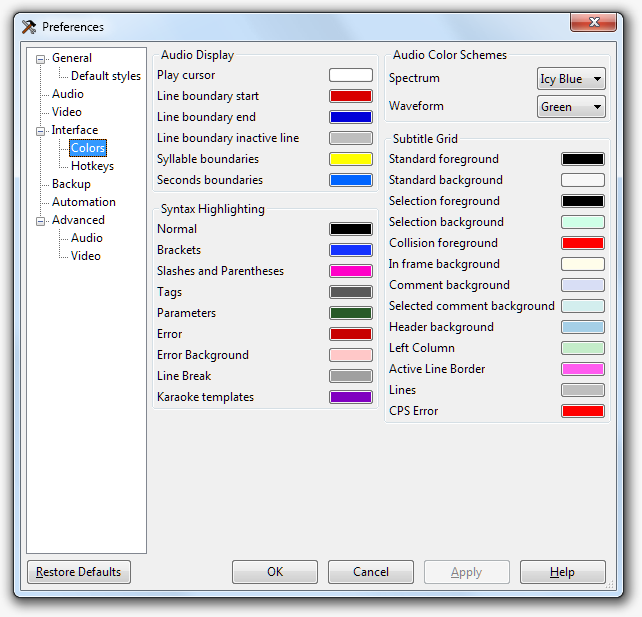 Preferences
General
Default styles
Audio
Video
Interface
Colors
Hotkeys
Backup
Automation
Advanced
Audio
Video
Audio Display
Play cursor
Line boundary start
Line boundary end
Line boundary inactive line
Syllable boundaries
Seconds boundaries
Syntax Highlighting
Normal
Brackets
Slashes and Parentheses
Tags
Parameters
Error
Error Background
Line Break
Karaoke templates
Audio Color Schemes
Spectrum Icy Blue
Waveform Green
Subtitle Grid
Standard foreground
Standard background
Selection foreground
Selection background
Collision foreground
In frame background
Comment background
Selected comment background
Header background
Left Column
Active Line Border
Lines
CPS Error
Restore Defaults OK Cancel Apply Help